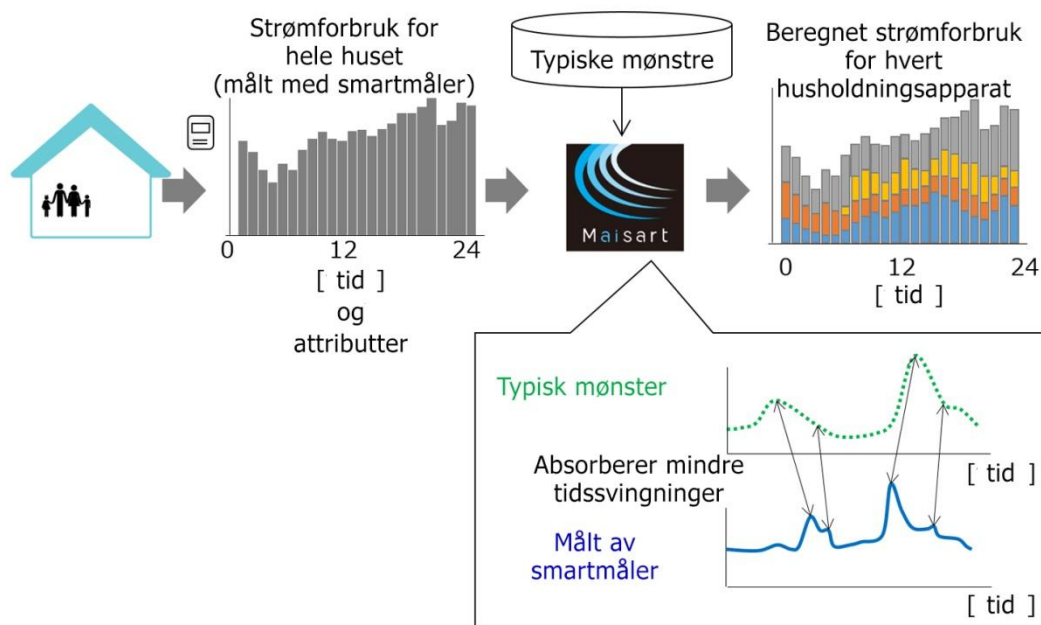 Strømforbruk for
hele huset
(målt med smartmåler)
0
12
24
[ tid ]
og
attributter
Typiske mønstre
Maisart
Beregnet strømforbruk
for hvert
husholdningsapparat
0
12
24
[ tid ]
Typisk mønster
[ tid ]
Absorberer mindre
tidssvingninger
Målt av
smartmåler
[ tid ]